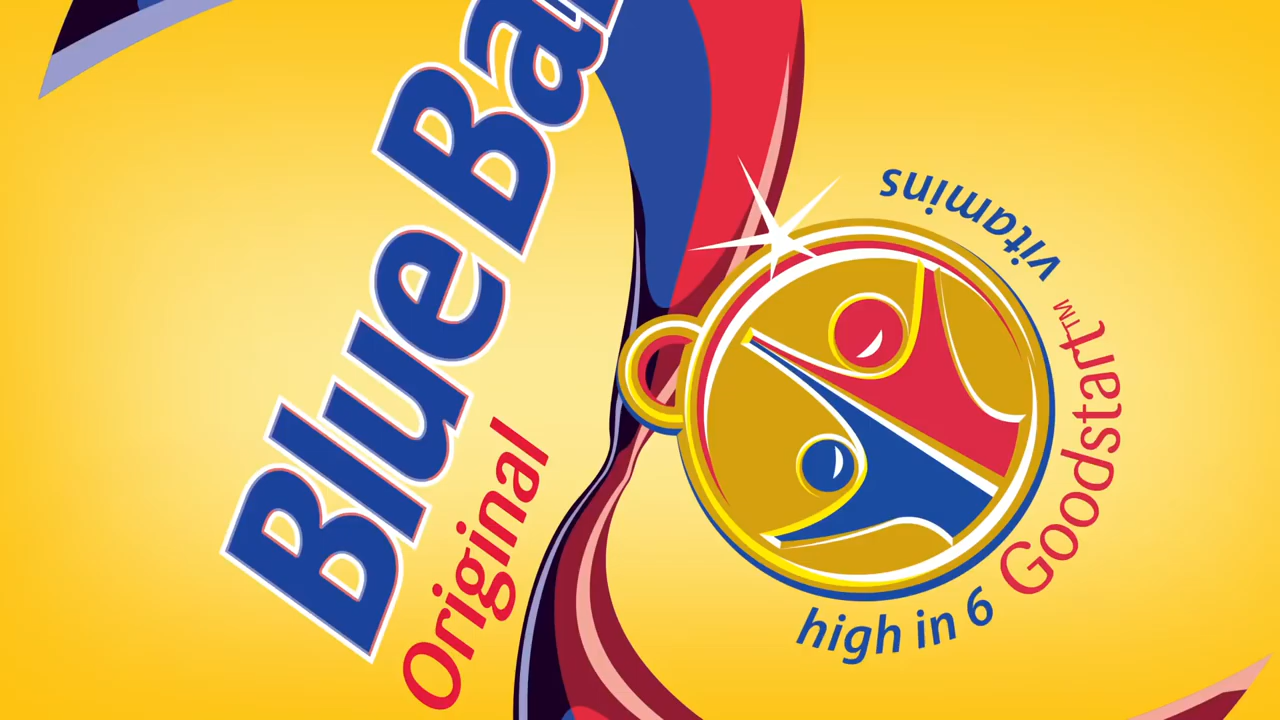 Blue Ba
Original
high in 6
Goodstart™
vitamins